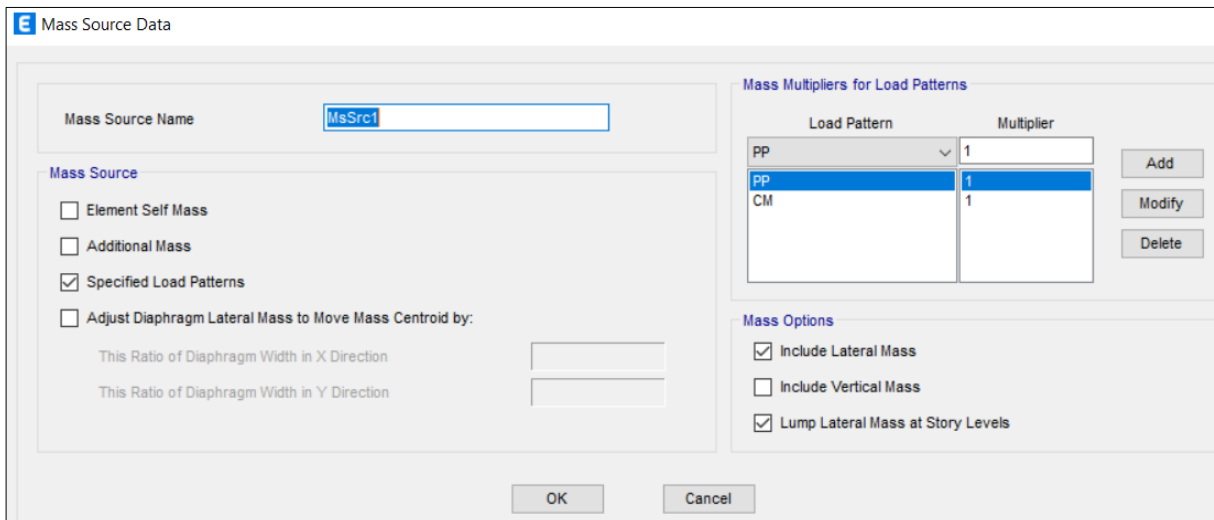 E Mass Source Data
Mass Source Name MsSrc1
Mass Source
Element Self Mass
Additional Mass
Specified Load Patterns
Adjust Diaphragm Lateral Mass to Move Mass Centroid by:
This Ratio of Diaphragm Width in X Direction
This Ratio of Diaphragm Width in Y Direction
Mass Multipliers for Load Patterns
Load Pattern Multiplier
PP 1
PP 1
CM 1
Add
Modify
Delete
Mass Options
Include Lateral Mass
Include Vertical Mass
Lump Lateral Mass at Story Levels
OK Cancel